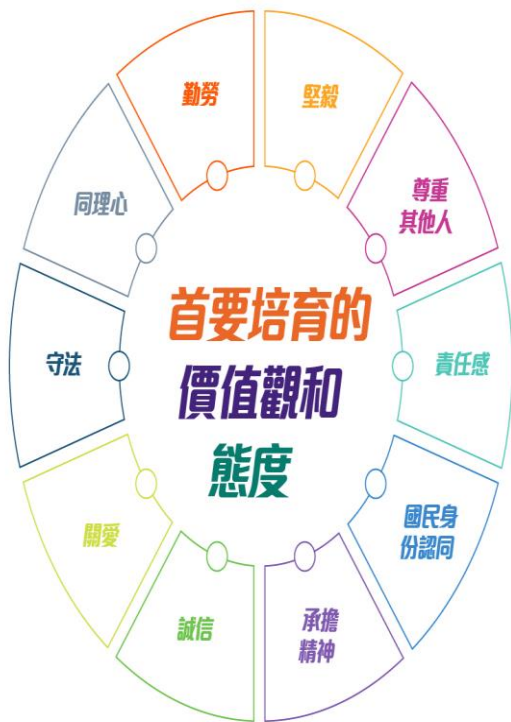 首要培育的
價值觀和
態度
堅毅
尊重
其他人
責任感
國民身
份認同
承擔
精神
誠信
關愛
守法
同理心
勤勞